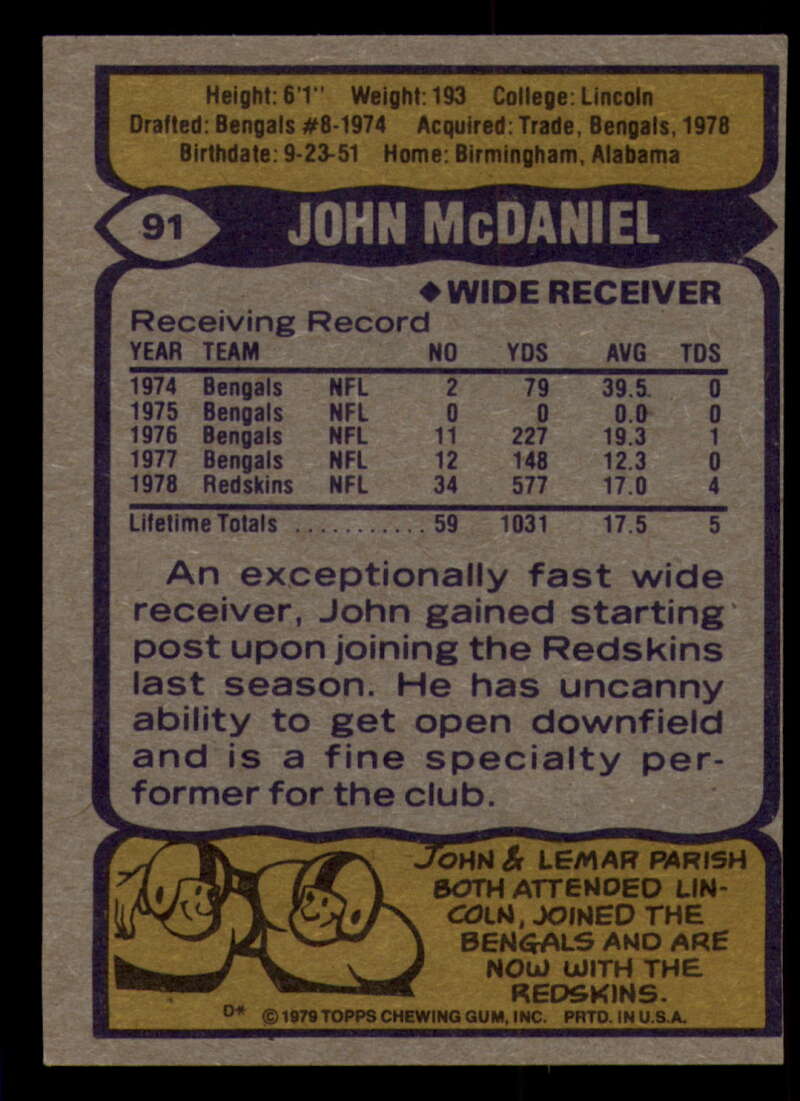 Height: 6'1" Weight: 193 College: Lincoln
Drafted: Bengals #8-1974 Acquired: Trade, Bengals, 1978
Birthdate: 9-23-51 Home: Birmingham, Alabama
91 JOHN McDANIEL
◆ WIDE RECEIVER
Receiving Record
YEAR TEAM NO YDS AVG TDS
1974 Bengals NFL 2 79 39.5 0
1975 Bengals NFL 0 0 0.0 0
1976 Bengals NFL 11 227 19.3 1
1977 Bengals NFL 12 148 12.3 0
1978 Redskins NFL 34 577 17.0 4
Lifetime Totals ............ 59 1031 17.5 5
An exceptionally fast wide
receiver, John gained starting
post upon joining the Redskins
last season. He has uncanny
ability to get open downfield
and is a fine specialty per-
former for the club.
JOHN & LEMAR PARISH
BOTH ATTENDED LIN-
COLN, JOINED THE
BENGALS AND ARE
NOW WITH THE
REDSKINS.
D* © 1979 TOPPS CHEWING GUM, INC. PRTD. IN U.S.A.